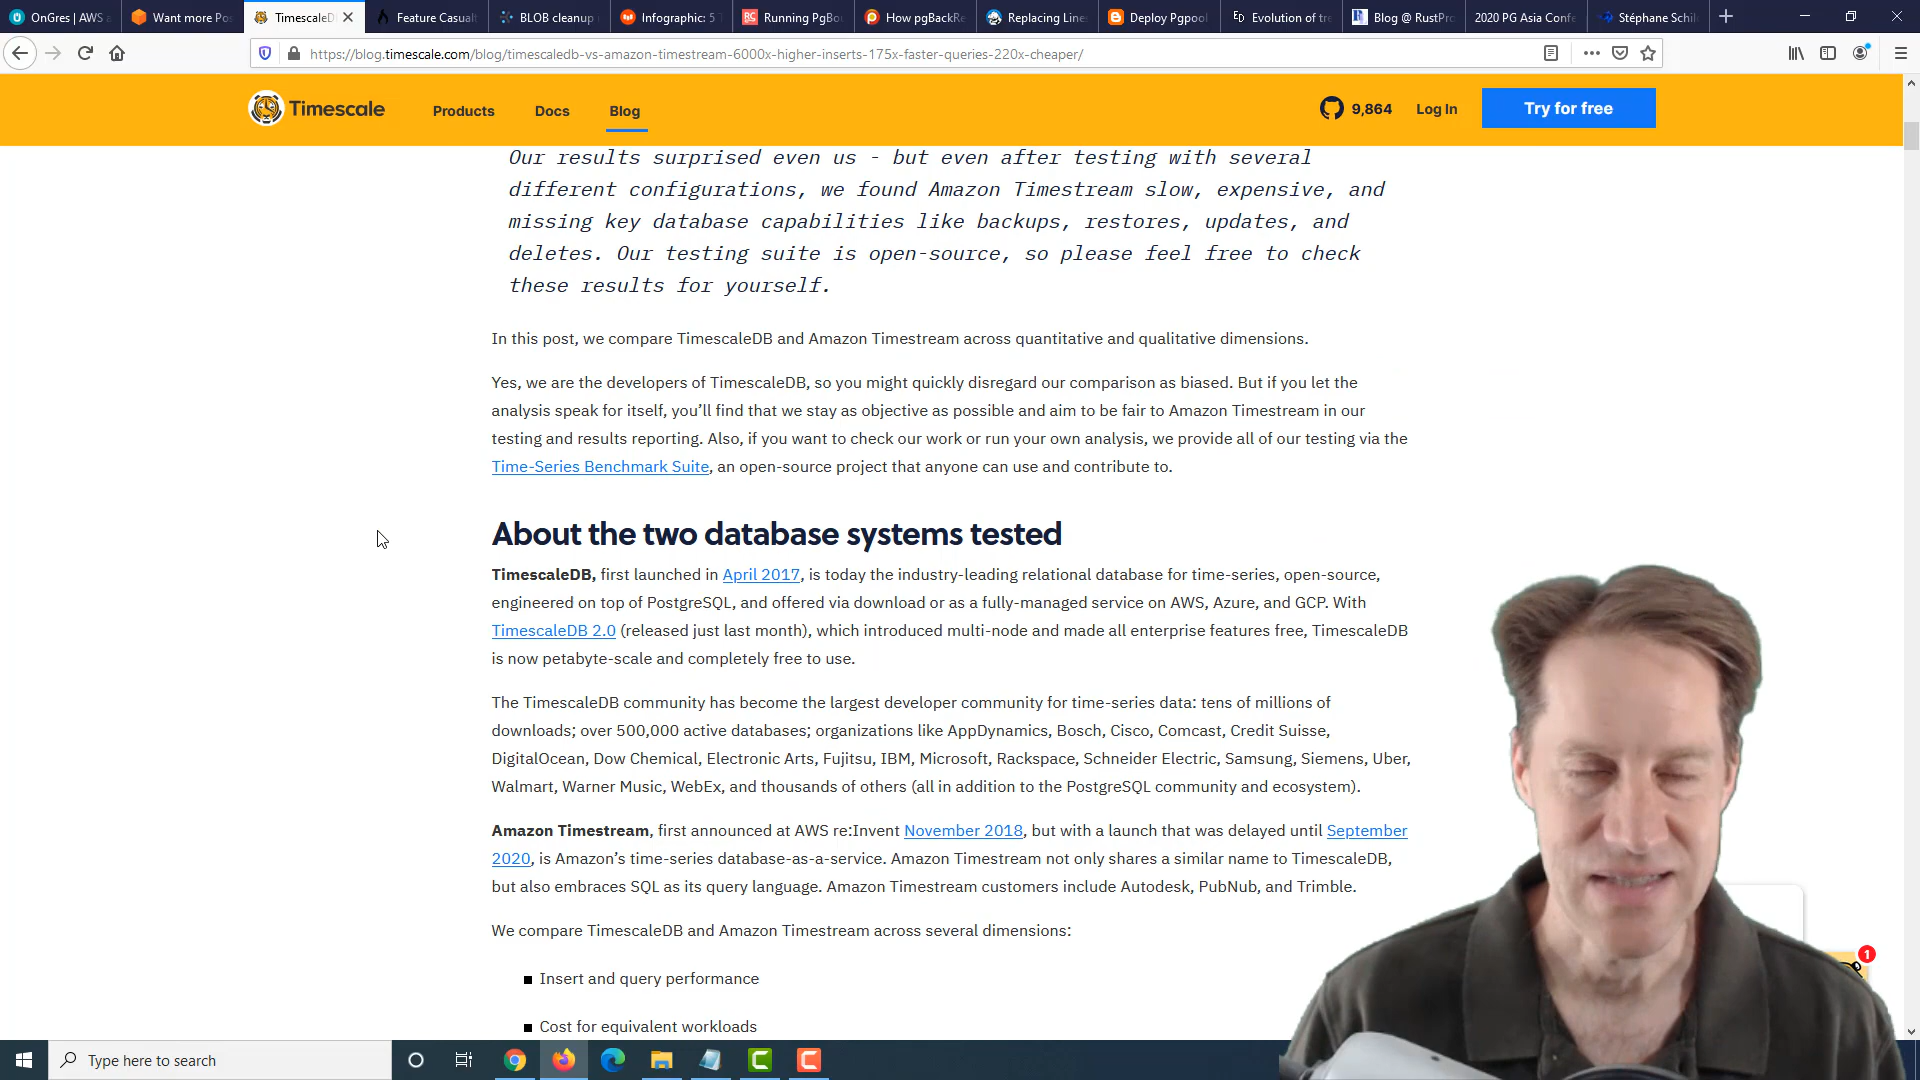 OnGres | AWS a
Want more Pos
TimescaleD
Feature Casualt
BLOB cleanup
Infographic: 5 T
Running PgBou
How pgBackRe
Replacing Line
Deploy Pgpool
Evolution of tre
Blog @ RustPro
2020 PG Asia Confe
Stéphane Schil
https://blog.timescale.com/blog/timescaledb-vs-amazon-timestream-6000x-higher-inserts-175x-faster-queries-220x-cheaper/
Timescale
Products
Docs
Blog
9,864
Log In
Try for free
Our results surprised even us - but even after testing with several
different configurations, we found Amazon Timestream slow, expensive, and
missing key database capabilities like backups, restores, updates, and
deletes. Our testing suite is open-source, so please feel free to check
these results for yourself.
In this post, we compare TimescaleDB and Amazon Timestream across quantitative and qualitative dimensions.
Yes, we are the developers of TimescaleDB, so you might quickly disregard our comparison as biased. But if you let the
analysis speak for itself, you’ll find that we stay as objective as possible and aim to be fair to Amazon Timestream in our
testing and results reporting. Also, if you want to check our work or run your own analysis, we provide all of our testing via the
Time-Series Benchmark Suite, an open-source project that anyone can use and contribute to.
About the two database systems tested
TimescaleDB, first launched in April 2017, is today the industry-leading relational database for time-series, open-source,
engineered on top of PostgreSQL, and offered via download or as a fully-managed service on AWS, Azure, and GCP. With
TimescaleDB 2.0 (released just last month), which introduced multi-node and made all enterprise features free, TimescaleDB
is now petabyte-scale and completely free to use.
The TimescaleDB community has become the largest developer community for time-series data: tens of millions of
downloads; over 500,000 active databases; organizations like AppDynamics, Bosch, Cisco, Comcast, Credit Suisse,
DigitalOcean, Dow Chemical, Electronic Arts, Fujitsu, IBM, Microsoft, Rackspace, Schneider Electric, Samsung, Siemens, Uber,
Walmart, Warner Music, WebEx, and thousands of others (all in addition to the PostgreSQL community and ecosystem).
Amazon Timestream, first announced at AWS re:Invent November 2018, but with a launch that was delayed until September
2020, is Amazon’s time-series database-as-a-service. Amazon Timestream not only shares a similar name to TimescaleDB,
but also embraces SQL as its query language. Amazon Timestream customers include Autodesk, PubNub, and Trimble.
We compare TimescaleDB and Amazon Timestream across several dimensions:
Insert and query performance
Cost for equivalent workloads
1
Type here to search